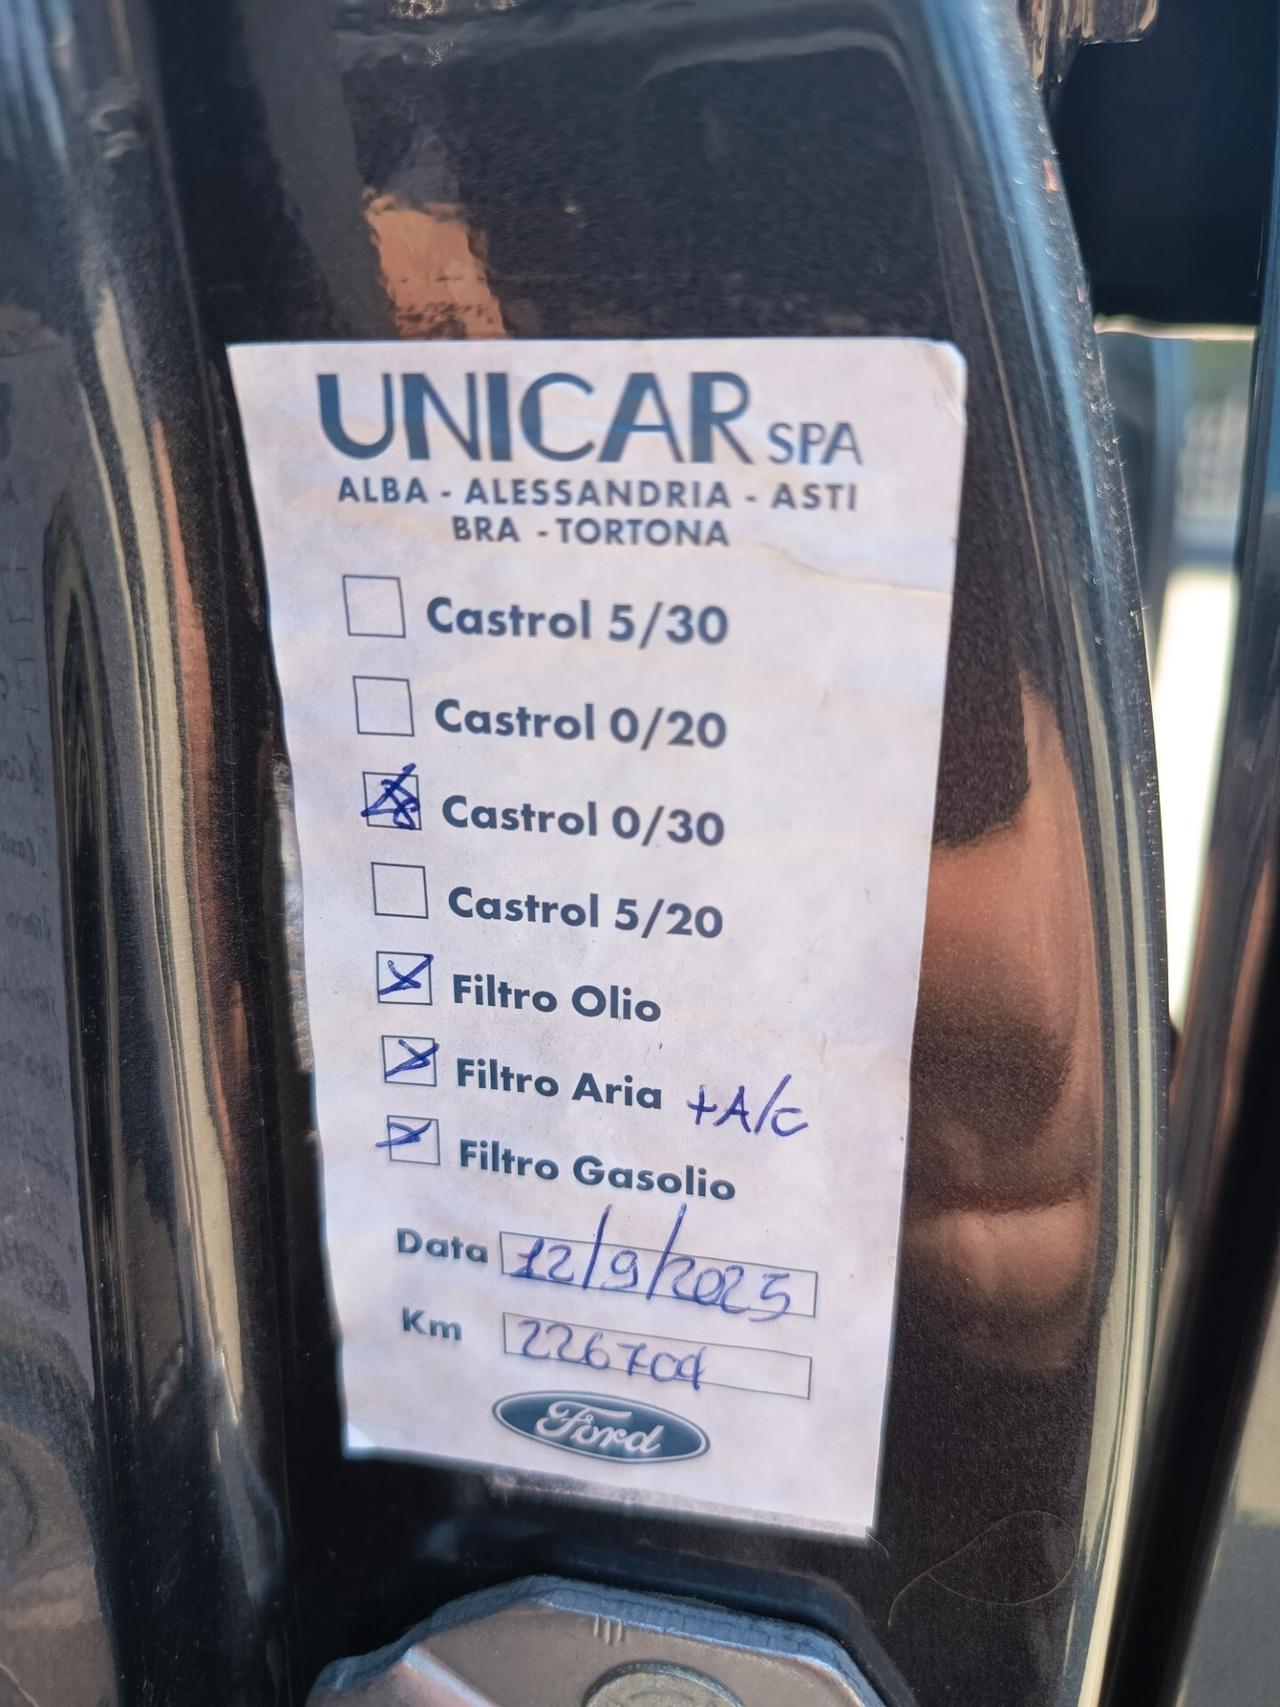 UNICAR SPA
ALBA - ALESSANDRIA - ASTI
BRA - TORTONA
Castrol 5/30
Castrol 0/20
Castrol 0/30
Castrol 5/20
Filtro Olio
Filtro Aria +A/C
Filtro Gasolio
Data 12/9/2025
Km 226704
Ford